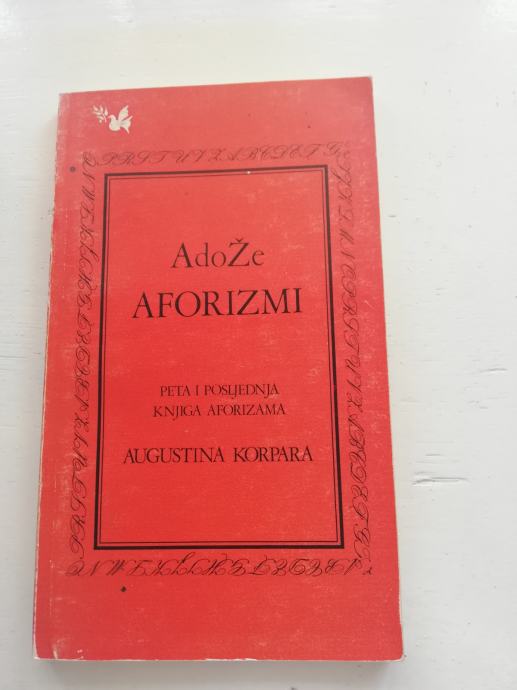 AdoŽe
AFORIZMI
PETA I POSLJEDNJA
KNJIGA AFORIZAMA
AUGUSTINA KORPARA